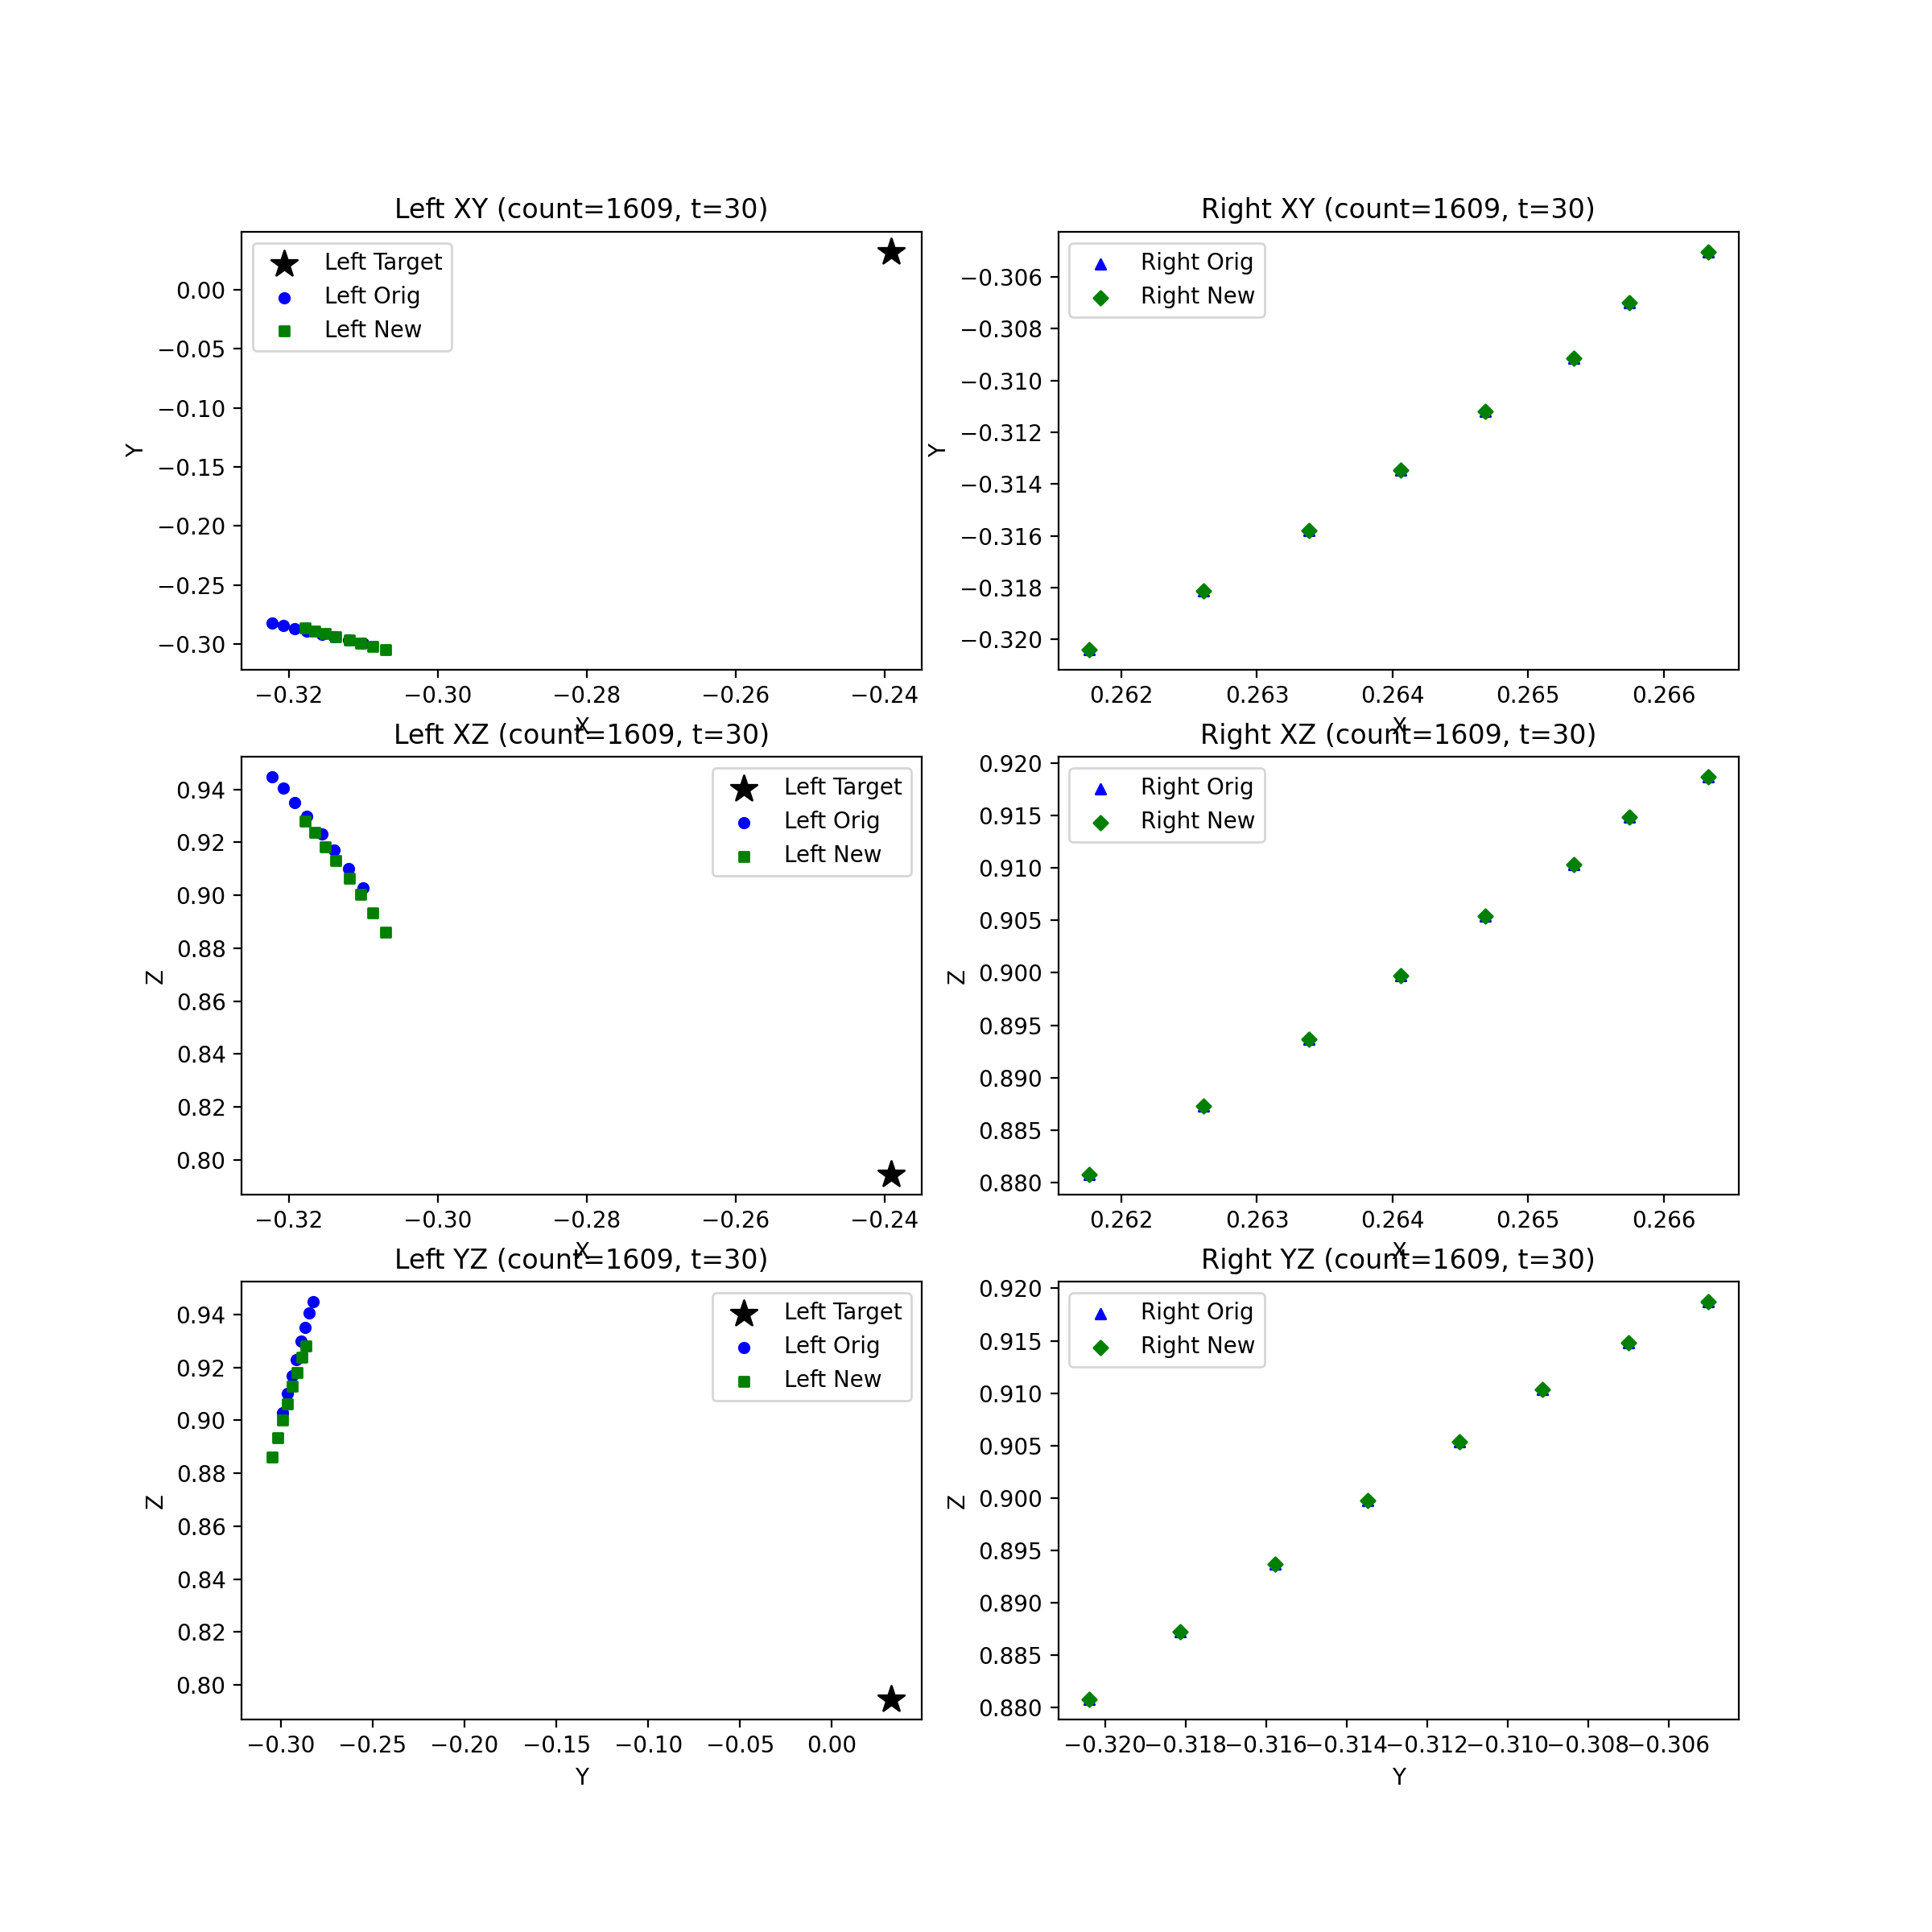 Left XY (count=1609, t=30)
Left Target
Left Orig
Left New
0.00
−0.05
−0.10
−0.15
−0.20
−0.25
−0.30
Y
−0.32
−0.30
−0.28
−0.26
−0.24
X
Right XY (count=1609, t=30)
Right Orig
Right New
−0.306
−0.308
−0.310
−0.312
−0.314
−0.316
−0.318
−0.320
Y
0.262
0.263
0.264
0.265
0.266
X
Left XZ (count=1609, t=30)
Left Target
Left Orig
Left New
0.94
0.92
0.90
0.88
0.86
0.84
0.82
0.80
Z
−0.32
−0.30
−0.28
−0.26
−0.24
X
Right XZ (count=1609, t=30)
Right Orig
Right New
0.920
0.915
0.910
0.905
0.900
0.895
0.890
0.885
0.880
Z
0.262
0.263
0.264
0.265
0.266
X
Left YZ (count=1609, t=30)
Left Target
Left Orig
Left New
0.94
0.92
0.90
0.88
0.86
0.84
0.82
0.80
Z
−0.30
−0.25
−0.20
−0.15
−0.10
−0.05
0.00
Y
Right YZ (count=1609, t=30)
Right Orig
Right New
0.920
0.915
0.910
0.905
0.900
0.895
0.890
0.885
0.880
Z
−0.320
−0.318
−0.316
−0.314
−0.312
−0.310
−0.308
−0.306
Y